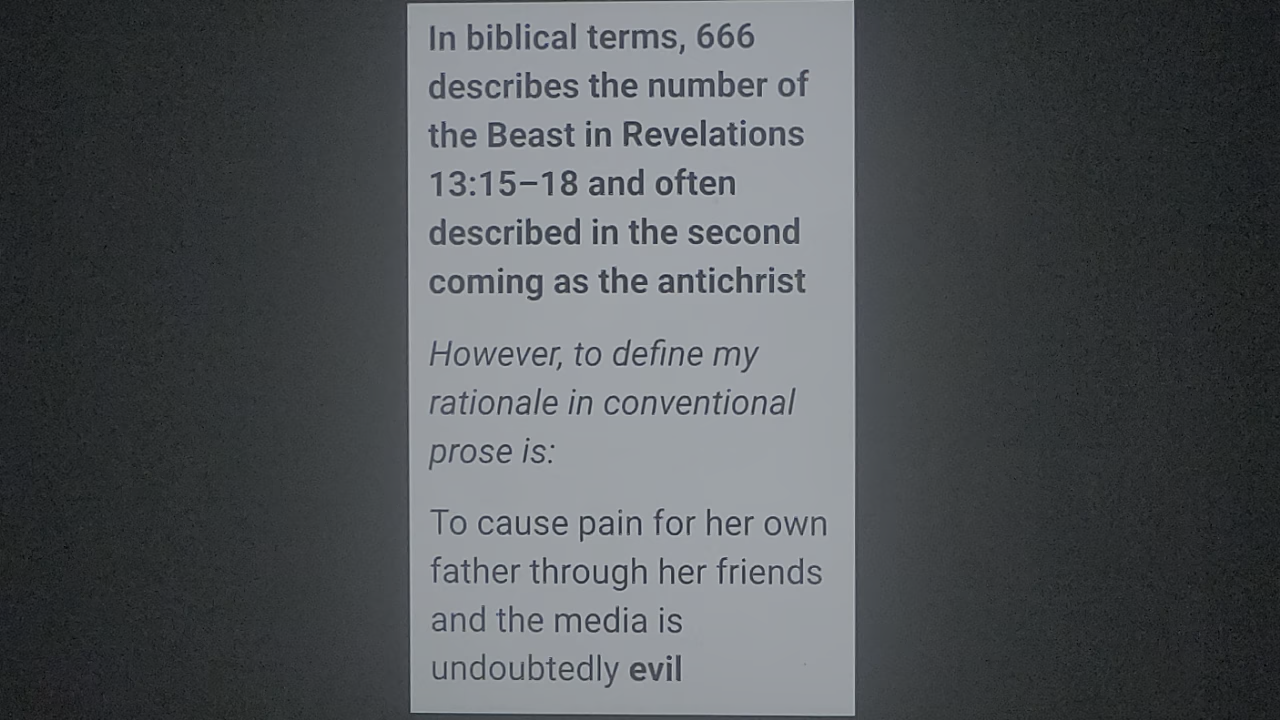 In biblical terms, 666
describes the number of
the Beast in Revelations
13:15–18 and often
described in the second
coming as the antichrist
However, to define my
rationale in conventional
prose is:
To cause pain for her own
father through her friends
and the media is
undoubtedly evil